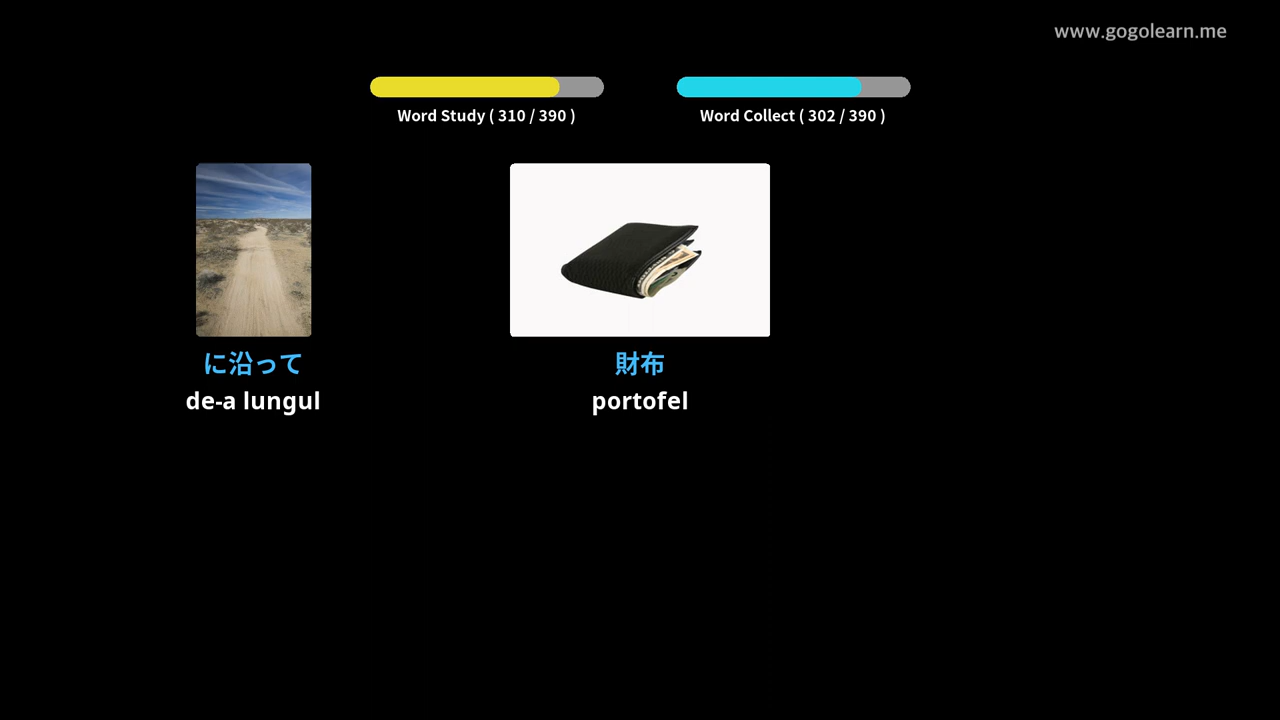 www.gogolearn.me
Word Study ( 310 / 390 )
Word Collect ( 302 / 390 )
に沿って
de-a lungul
財布
portofel